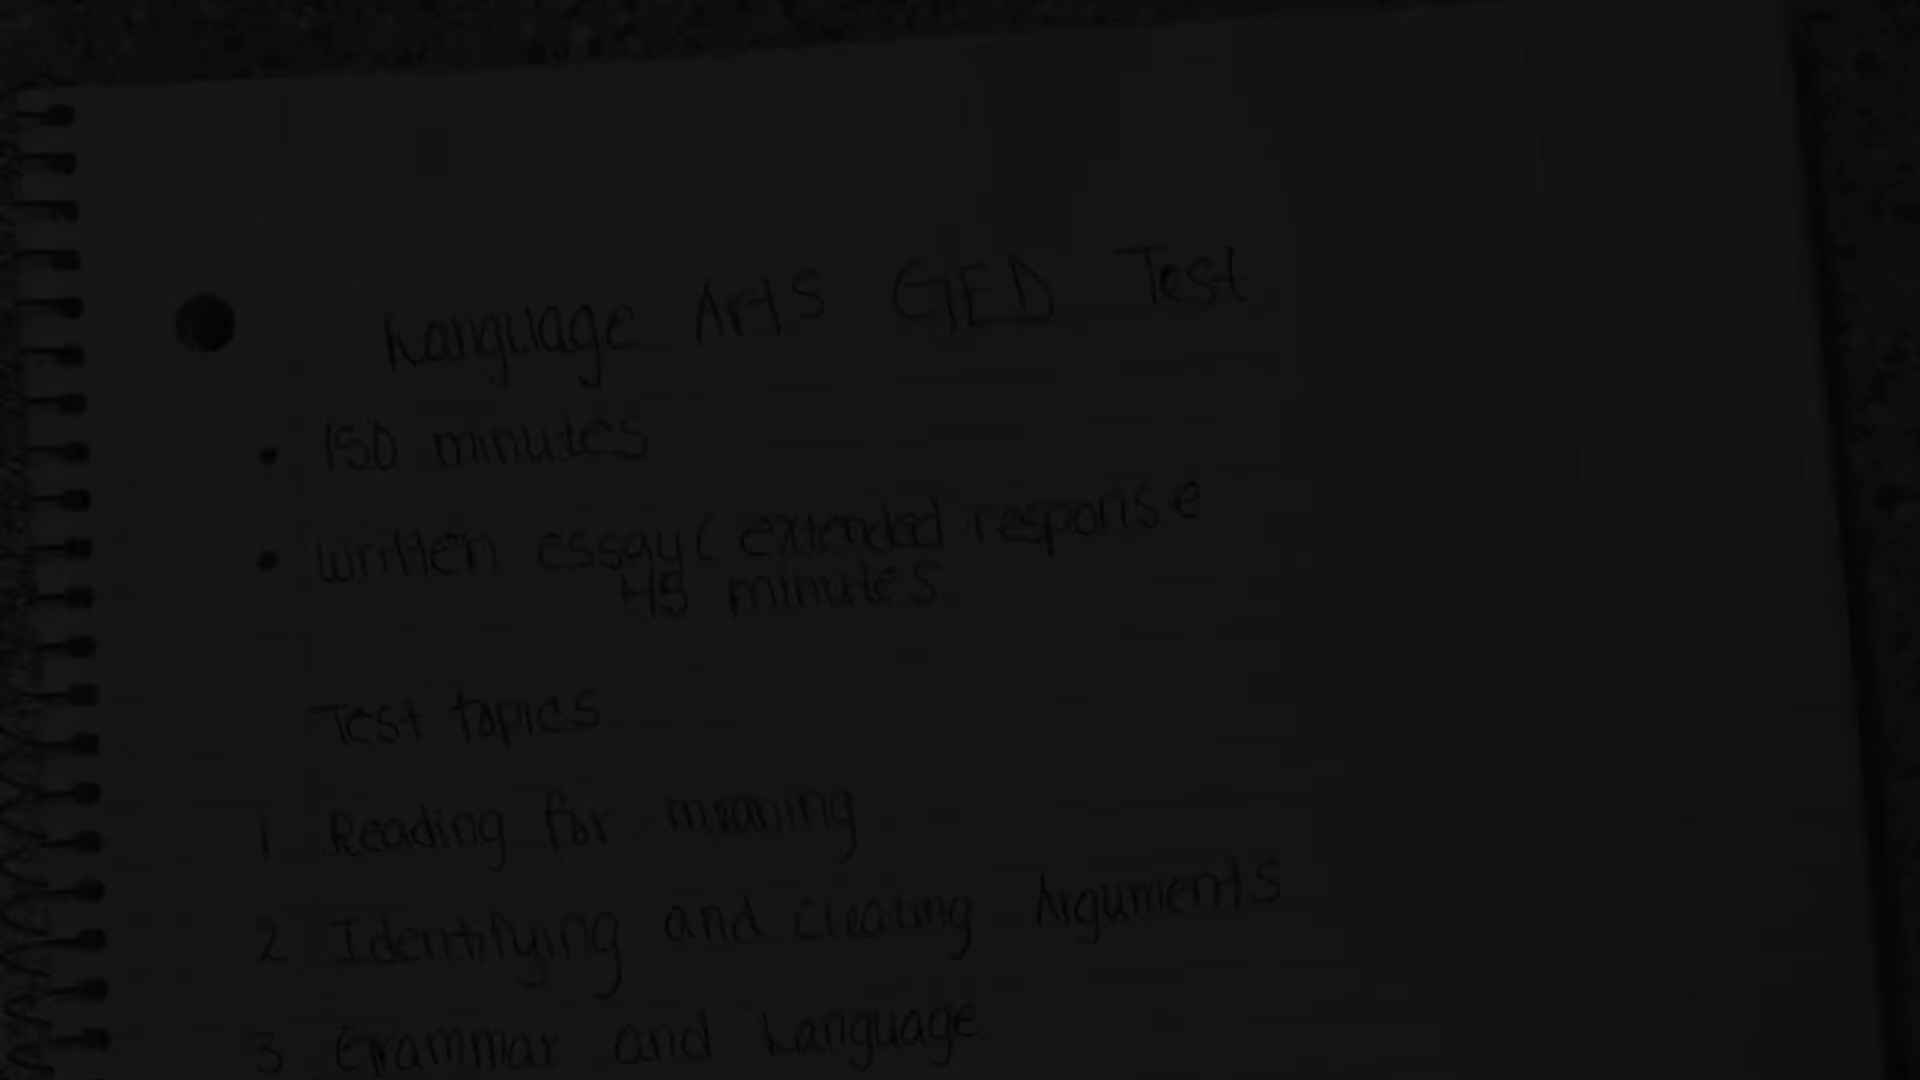 Language Arts GED Test
• 150 minutes
• written essay ( extended response
45 minutes
Test topics
1 Reading for meaning
2 Identifying and creating Arguments
3 Grammar and Language